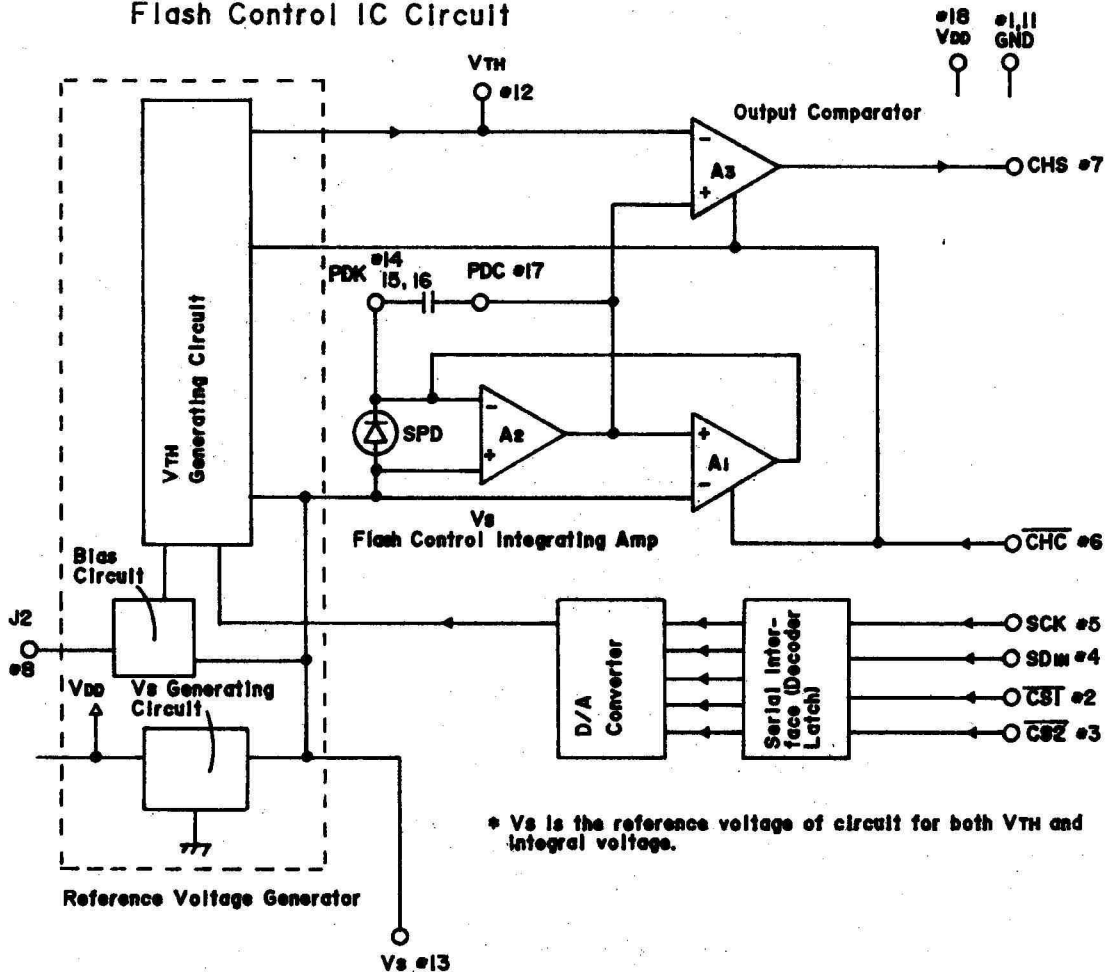 Flash Control IC Circuit
#18
VDD
#1,11
GND
VTH
#12
Output Comparator
-
A3
+
CHS #7
VTH
Generating Circuit
PDK #14
15, 16
PDC #17
SPD
-
A2
+
+
A1
-
Vs
Flash Control Integrating Amp
CHC #6
Bias
Circuit
J2
#8
VDD
Vs Generating
Circuit
D/A
Converter
Serial Inter-
face (Decoder
Latch)
SCK #5
SDIN #4
CS1 #2
CS2 #3
* Vs is the reference voltage of circuit for both VTH and
integral voltage.
Reference Voltage Generator
Vs #13